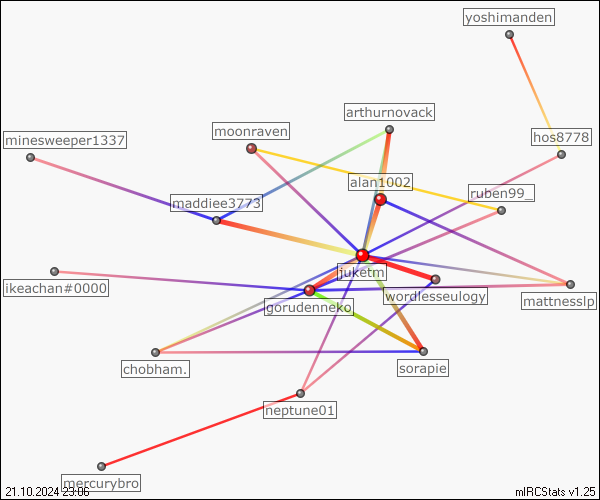 yoshimanden
arthurnovack
moonraven
hos8778
minesweeper1337
alan1002
ruben99_
maddiee3773
juketm
ikeachan#0000
wordlesseulogy
mattnesslp
gorudenneko
chobham.
sorapie
neptune01
mercurybro
21.10.2024 23:06
mIRCStats v1.25